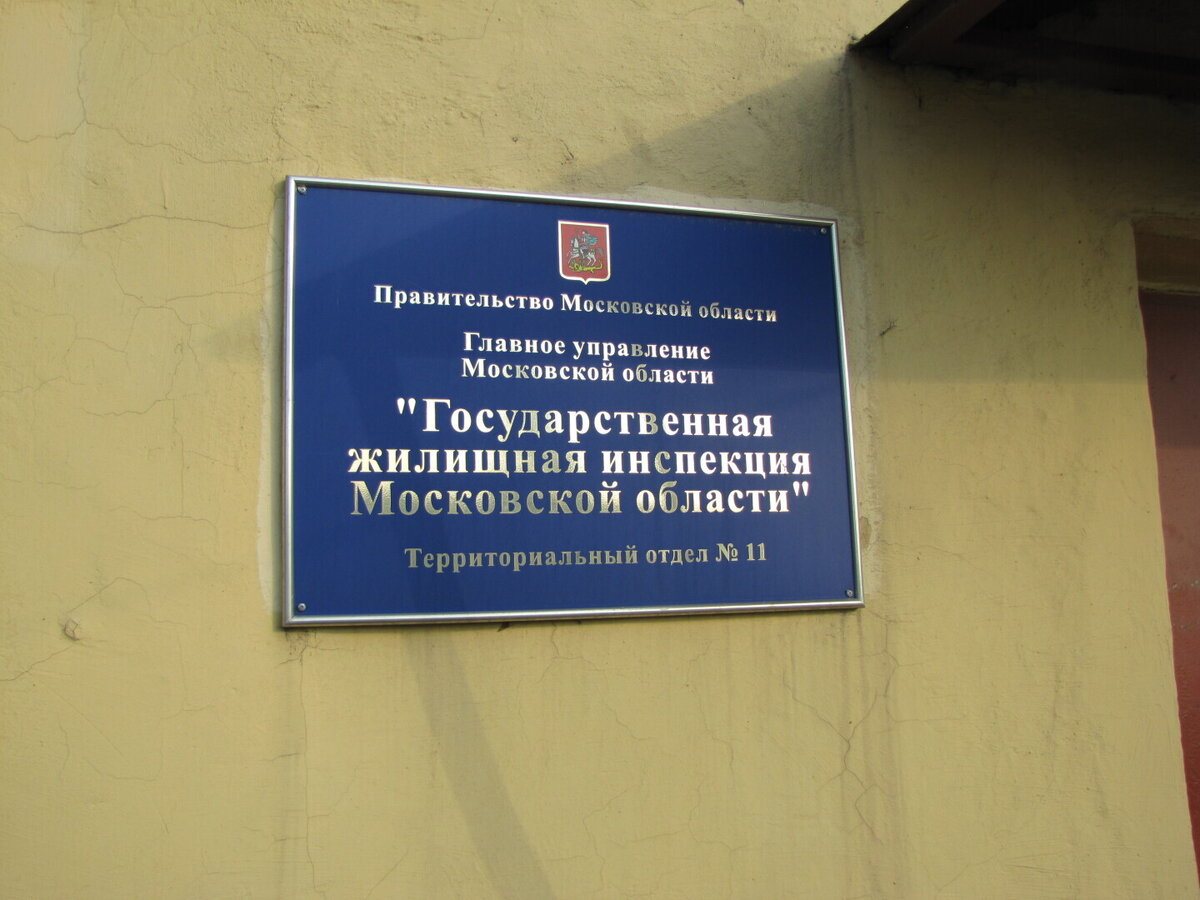 Правительство Московской области
Главное управление
Московской области
"Государственная
жилищная инспекция
Московской области"
Территориальный отдел № 11